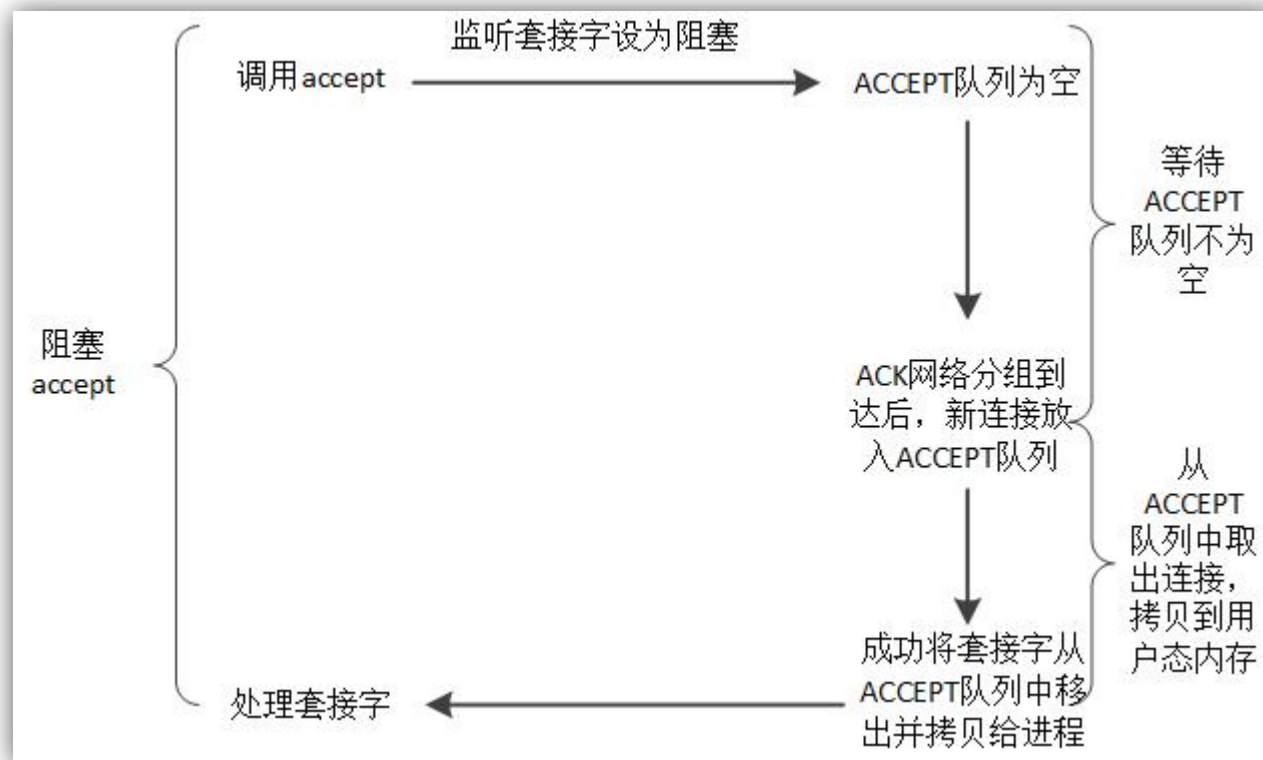 监听套接字设为阻塞
调用accept
ACCEPT队列为空
等待
ACCEPT
队列不为
空
阻塞
accept
ACK网络分组到
达后，新连接放
入ACCEPT队列
从
ACCEPT
队列中取
出连接，
拷贝到用
户态内存
成功将套接字从
ACCEPT队列中移
出并拷贝给进程
处理套接字